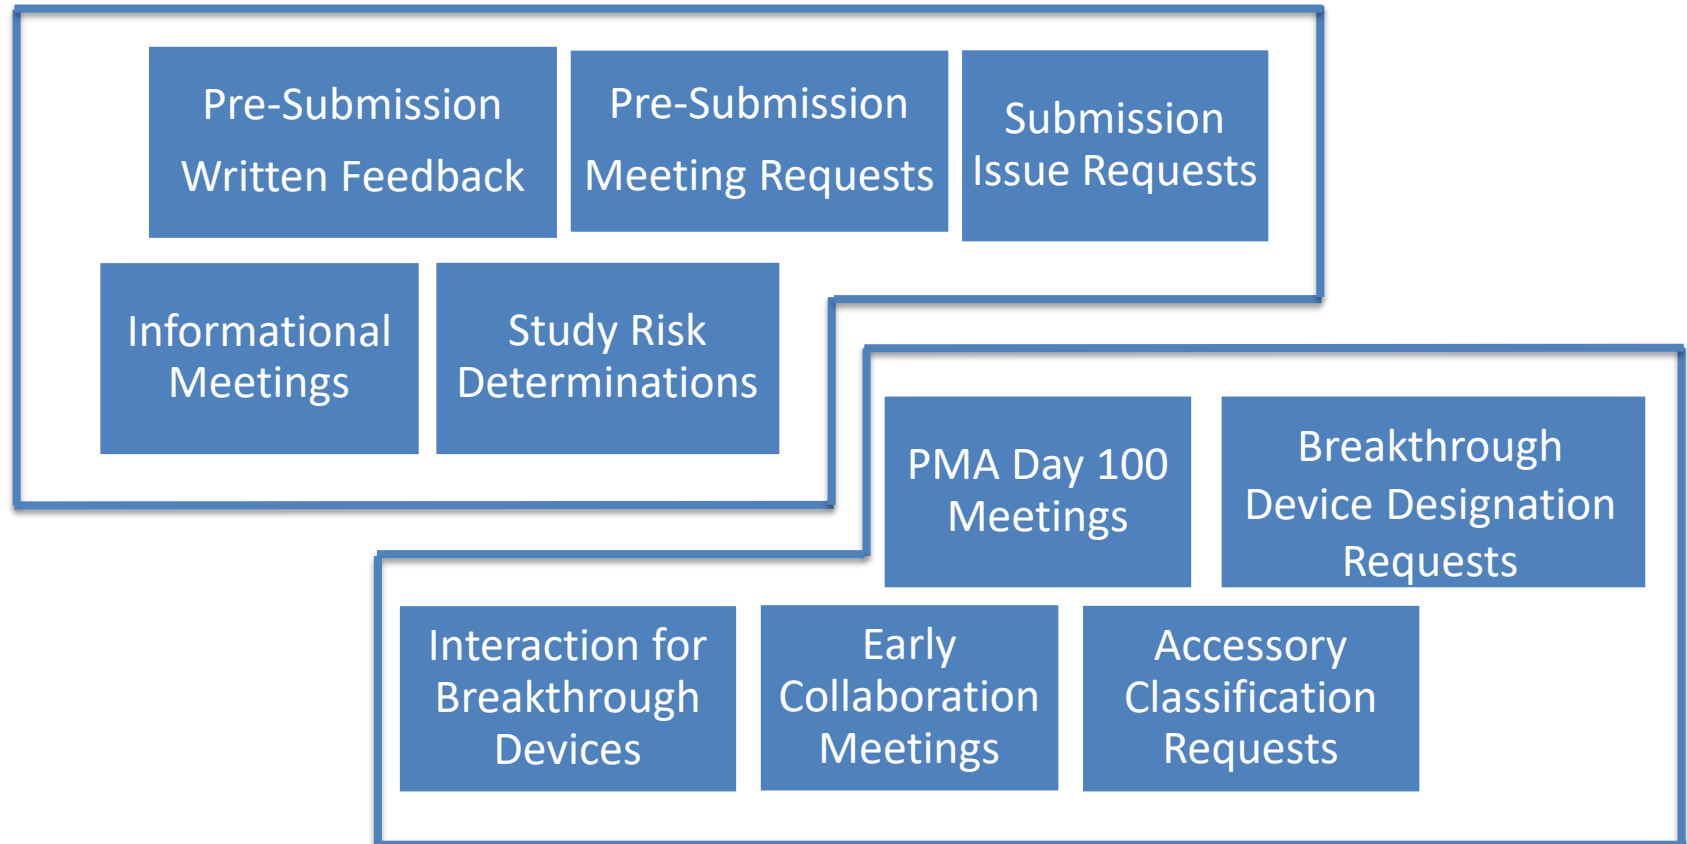 Pre-Submission
Written Feedback
Pre-Submission
Meeting Requests
Submission
Issue Requests
Informational
Meetings
Study Risk
Determinations
PMA Day 100
Meetings
Breakthrough
Device Designation
Requests
Interaction for
Breakthrough
Devices
Early
Collaboration
Meetings
Accessory
Classification
Requests